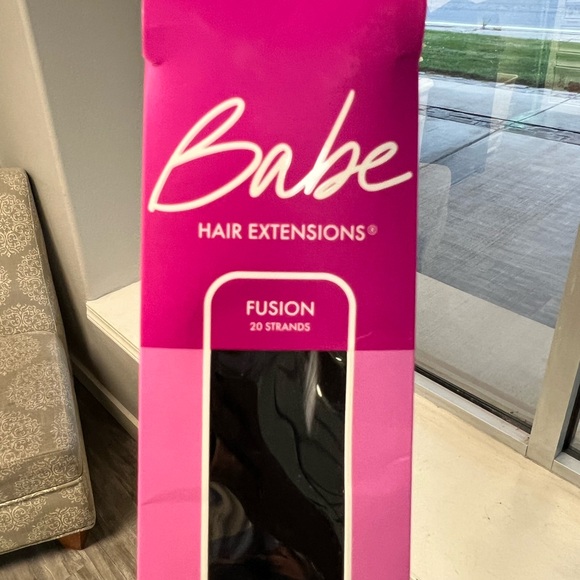 Babe
HAIR EXTENSIONS®
FUSION
20 STRANDS